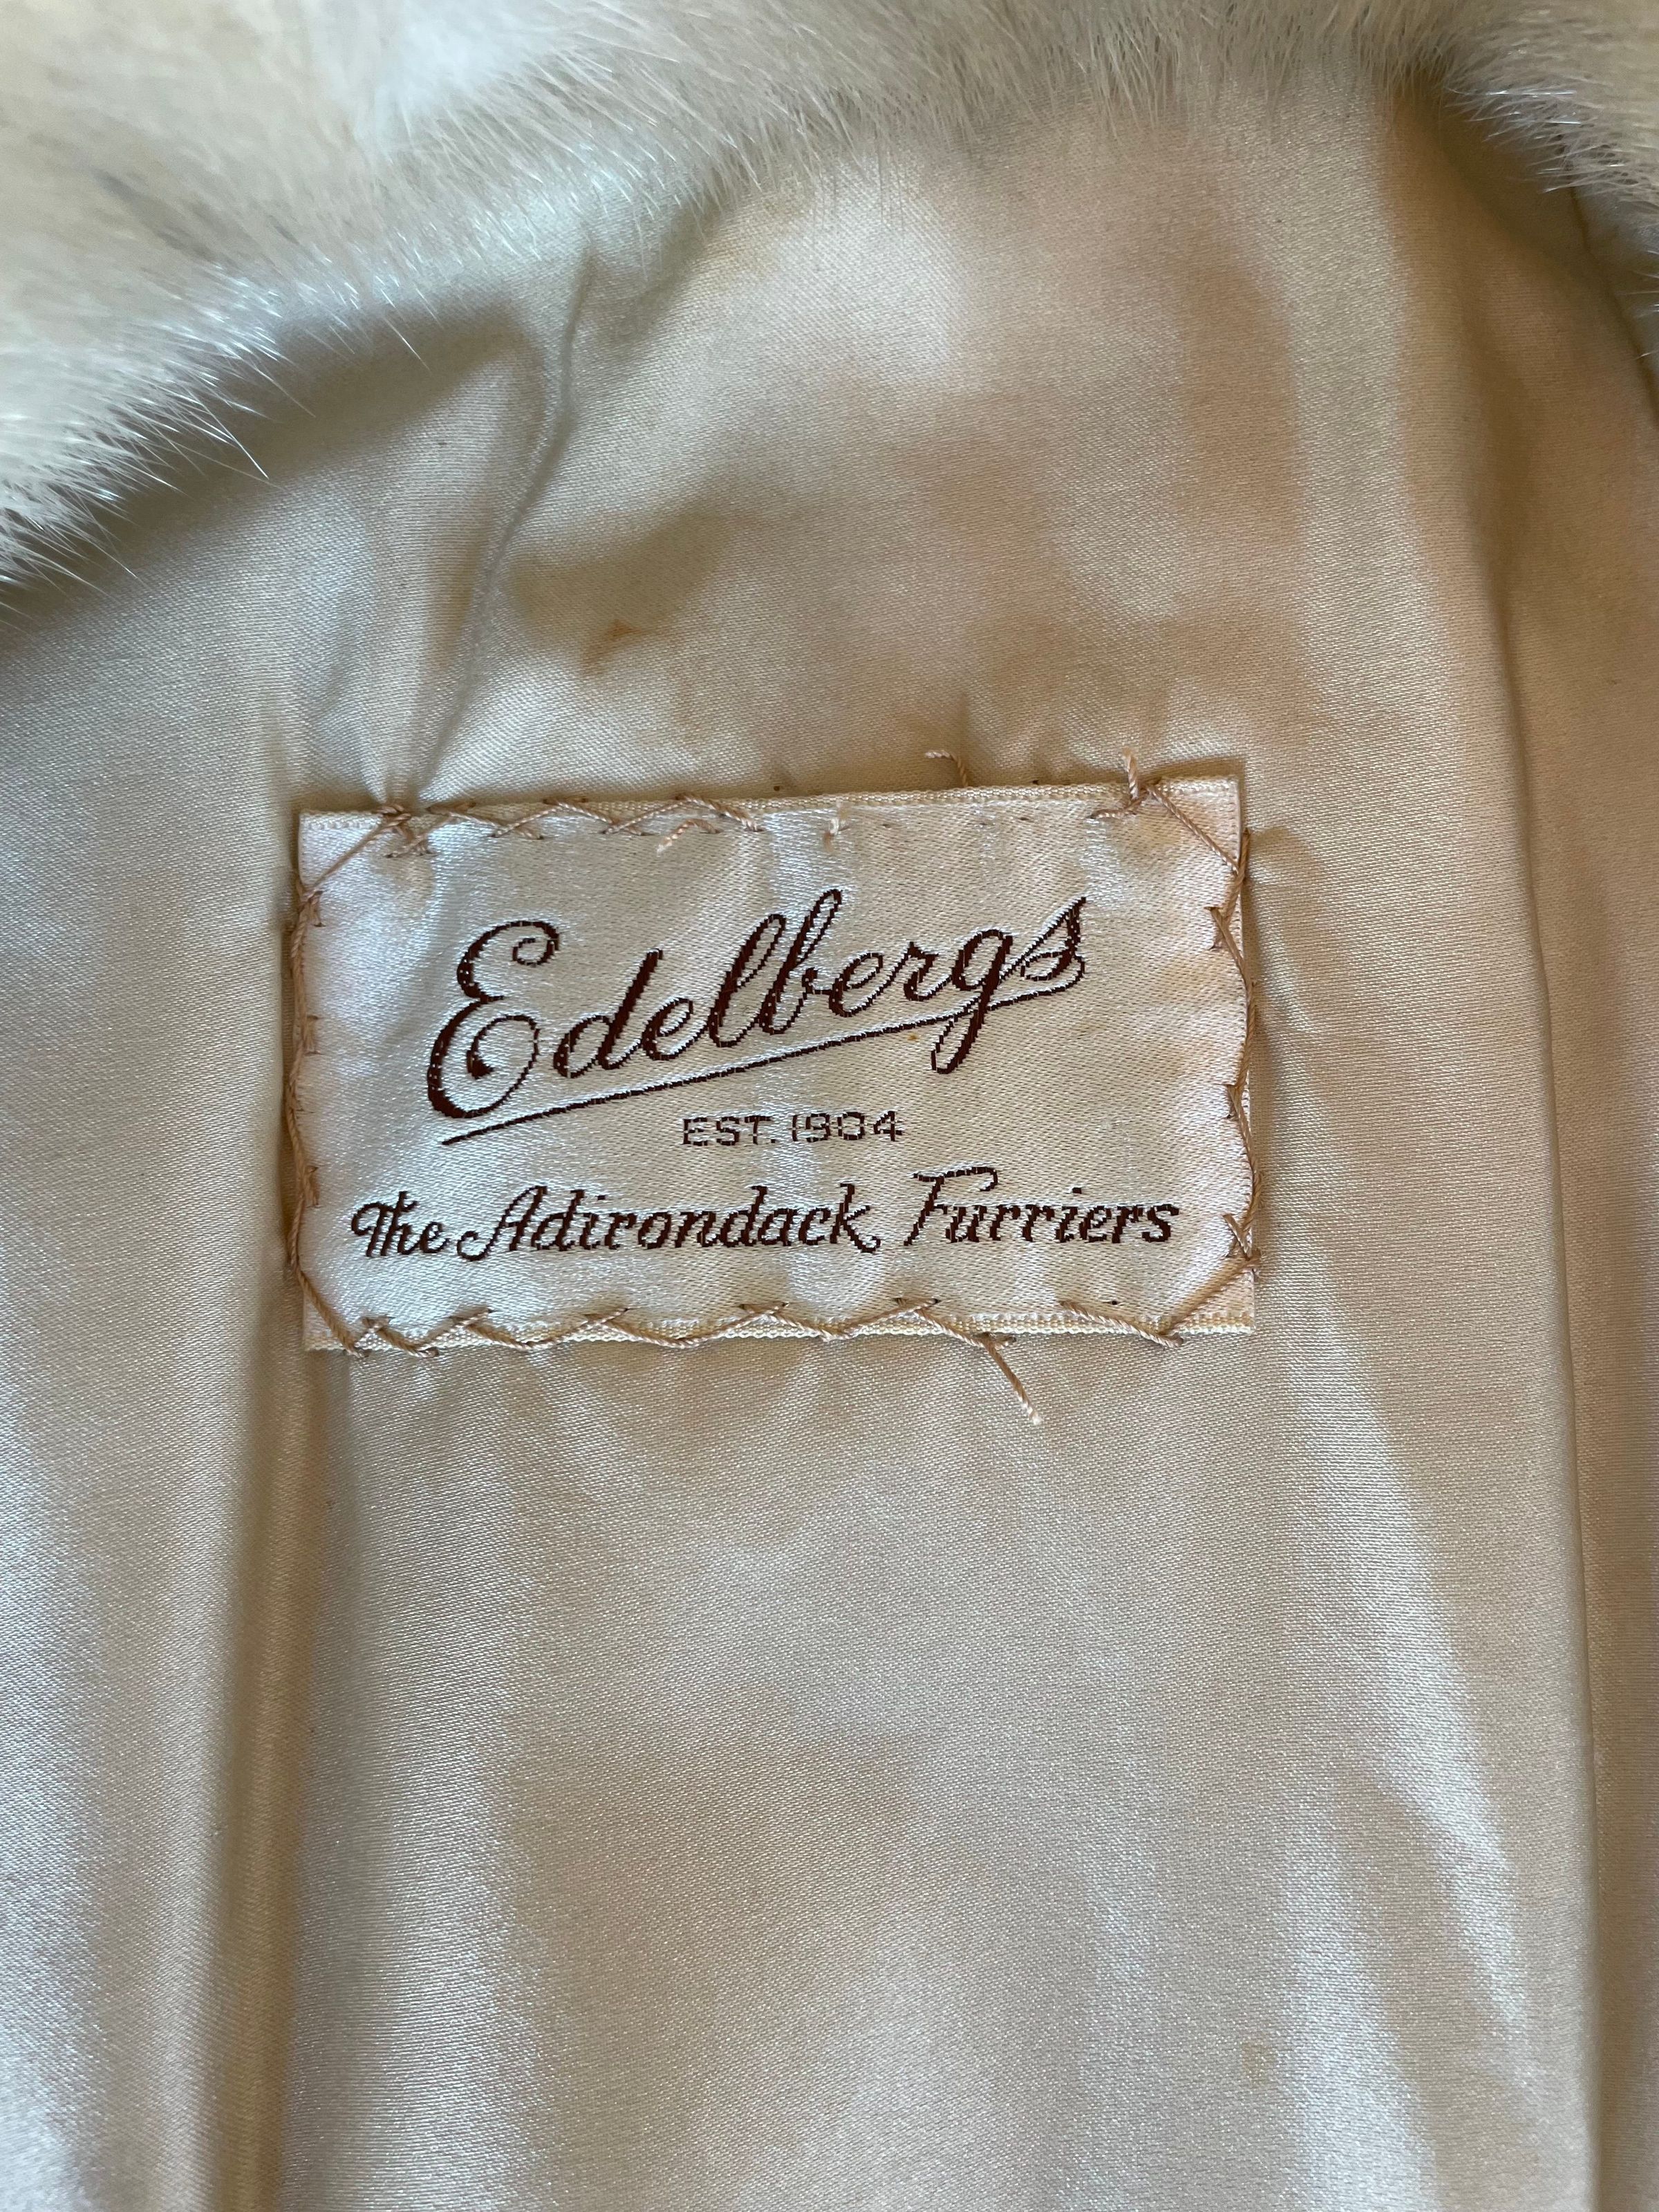 Edelbergs
EST. 1904
The Adirondack Furriers